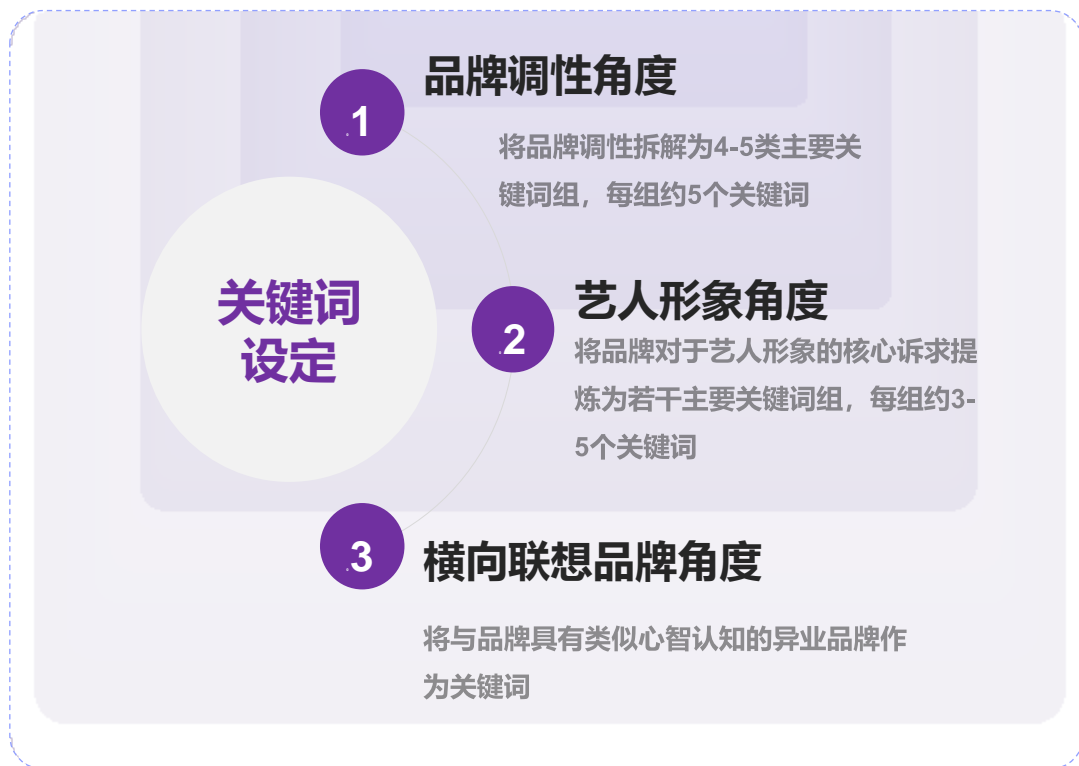 品牌调性角度
.1
将品牌调性拆解为4-5类主要关
键词组，每组约5个关键词
关键词
设定
艺人形象角度
.2
将品牌对于艺人形象的核心诉求提
炼为若干主要关键词组，每组约3-
5个关键词
.3
横向联想品牌角度
将与品牌具有类似心智认知的异业品牌作
为关键词